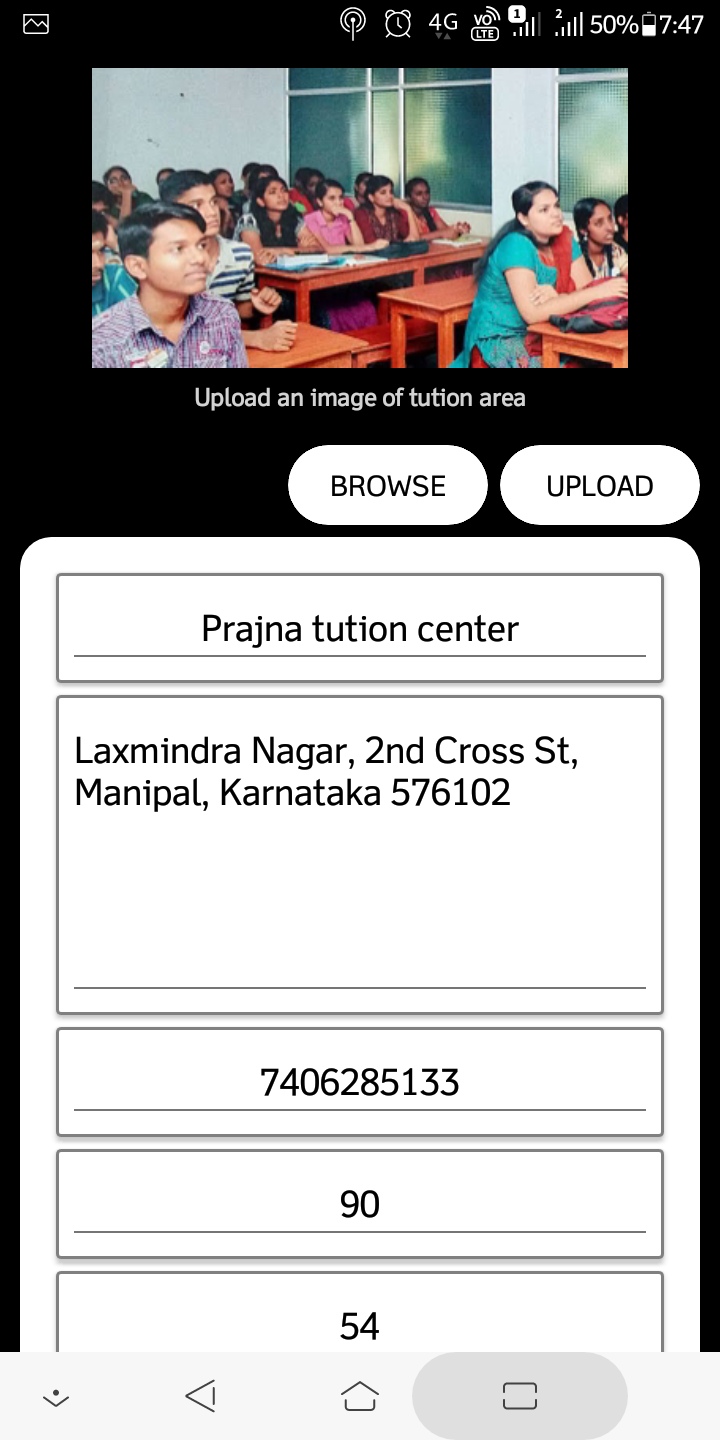 4G VO LTE 1 2 50% 7:47
Upload an image of tution area
BROWSE UPLOAD
Prajna tution center
Laxmindra Nagar, 2nd Cross St,
Manipal, Karnataka 576102
7406285133
90
54